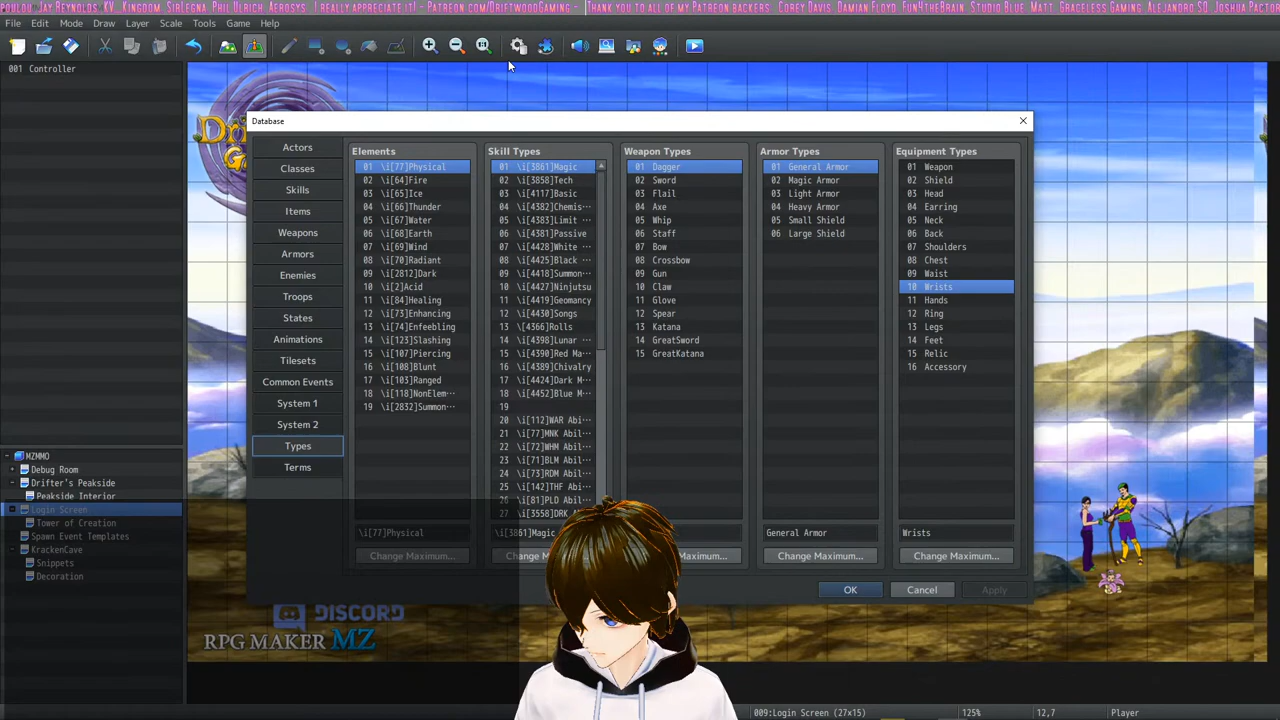 POULOU, JAY REYNOLDS, KV, KINGDOM, SIRLEGNA, PHIL ULRICH, AEROSYS. I REALLY APPRECIATE IT! - PATREON.COM/DRIFTWOODGAMING - THANK YOU TO ALL OF MY PATREON BACKERS. COREY DAVIS, DAMIAN FLOYD, FUN4THEBRAIN, STUDIO BLUE, MATT, GRACELESS GAMING, ALEJANDRO SQ, JOSHUA
File Edit Mode Draw Layer Scale Tools Game Help
001 Controller
Database
Actors
Classes
Skills
Items
Weapons
Armors
Enemies
Troops
States
Animations
Tilesets
Common Events
System 1
System 2
Types
Terms
Elements
01 \i[77]Physical
02 \i[64]Fire
03 \i[65]Ice
04 \i[66]Thunder
05 \i[67]Water
06 \i[68]Earth
07 \i[69]Wind
08 \i[70]Radiant
09 \i[2812]Dark
10 \i[2]Acid
11 \i[84]Healing
12 \i[73]Enhancing
13 \i[74]Enfeebling
14 \i[123]Slashing
15 \i[107]Piercing
16 \i[108]Blunt
17 \i[103]Ranged
18 \i[118]NonElem···
19 \i[2832]Summon···
\i[77]Physical
Change Maximum...
Skill Types
01 \i[3861]Magic
02 \i[3858]Tech
03 \i[4117]Basic
04 \i[4382]Chemis···
05 \i[4383]Limit ···
06 \i[4381]Passive
07 \i[4428]White ···
08 \i[4425]Black ···
09 \i[4418]Summon···
10 \i[4427]Ninjutsu
11 \i[4419]Geomancy
12 \i[4430]Songs
13 \i[4366]Rolls
14 \i[4398]Lunar ···
15 \i[4390]Red Ma···
16 \i[4389]Chivalry
17 \i[4424]Dark M···
18 \i[4452]Blue M···
19
20 \i[112]WAR Abi···
21 \i[77]MNK Abil···
22 \i[72]WHM Abil···
23 \i[71]BLM Abil···
24 \i[73]RDM Abil···
25 \i[142]THF Abi···
26 \i[81]PLD Abil···
27 \i[3558]DRK A···
\i[3861]Magic
Change M
Weapon Types
01 Dagger
02 Sword
03 Flail
04 Axe
05 Whip
06 Staff
07 Bow
08 Crossbow
09 Gun
10 Claw
11 Glove
12 Spear
13 Katana
14 GreatSword
15 GreatKatana
Maximum...
Armor Types
01 General Armor
02 Magic Armor
03 Light Armor
04 Heavy Armor
05 Small Shield
06 Large Shield
General Armor
Change Maximum...
Equipment Types
01 Weapon
02 Shield
03 Head
04 Earring
05 Neck
06 Back
07 Shoulders
08 Chest
09 Waist
10 Wrists
11 Hands
12 Ring
13 Legs
14 Feet
15 Relic
16 Accessory
Wrists
Change Maximum...
OK Cancel Apply
MZMMO
Debug Room
Drifter's Peakside
Peakside Interior
Login Screen
Tower of Creation
Spawn Event Templates
KrackenCave
Snippets
Decoration
DISCORD
RPG MAKER MZ
009:Login Screen (27×15) 125% 12,7 Player